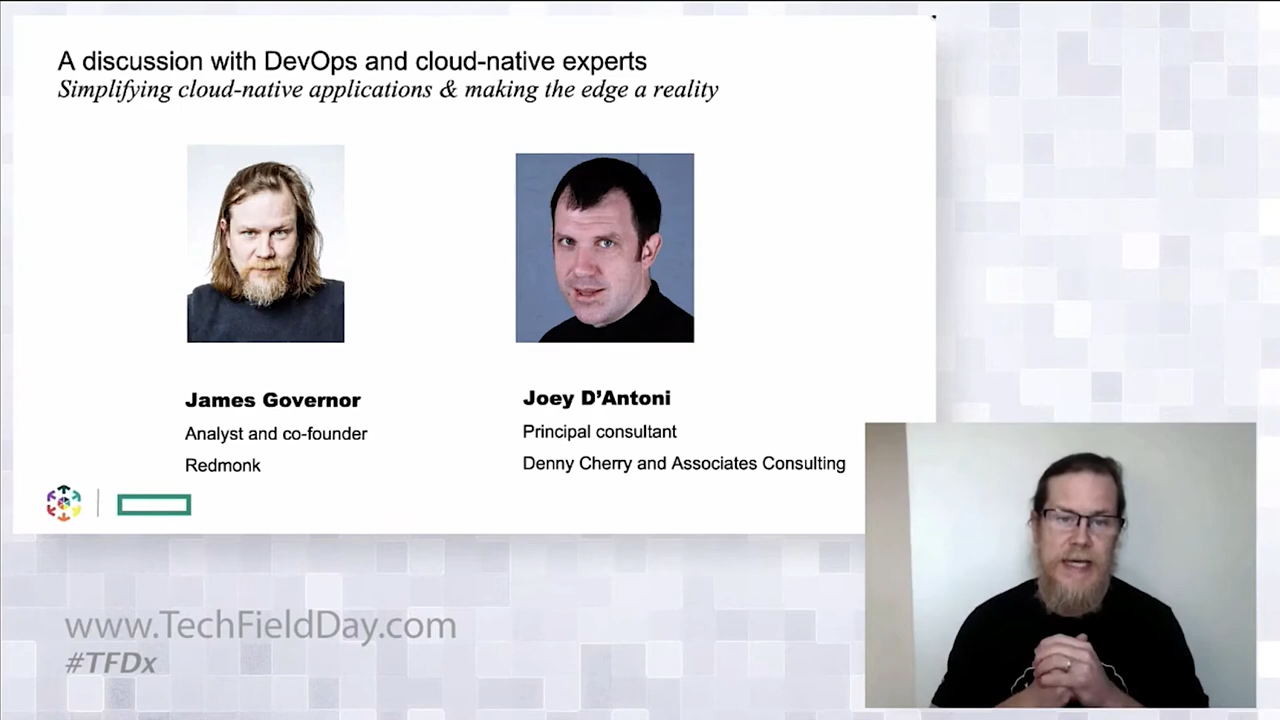 A discussion with DevOps and cloud-native experts
Simplifying cloud-native applications & making the edge a reality
James Governor
Analyst and co-founder
Redmonk
Joey D’Antoni
Principal consultant
Denny Cherry and Associates Consulting
www.TechFieldDay.com
#TFDx